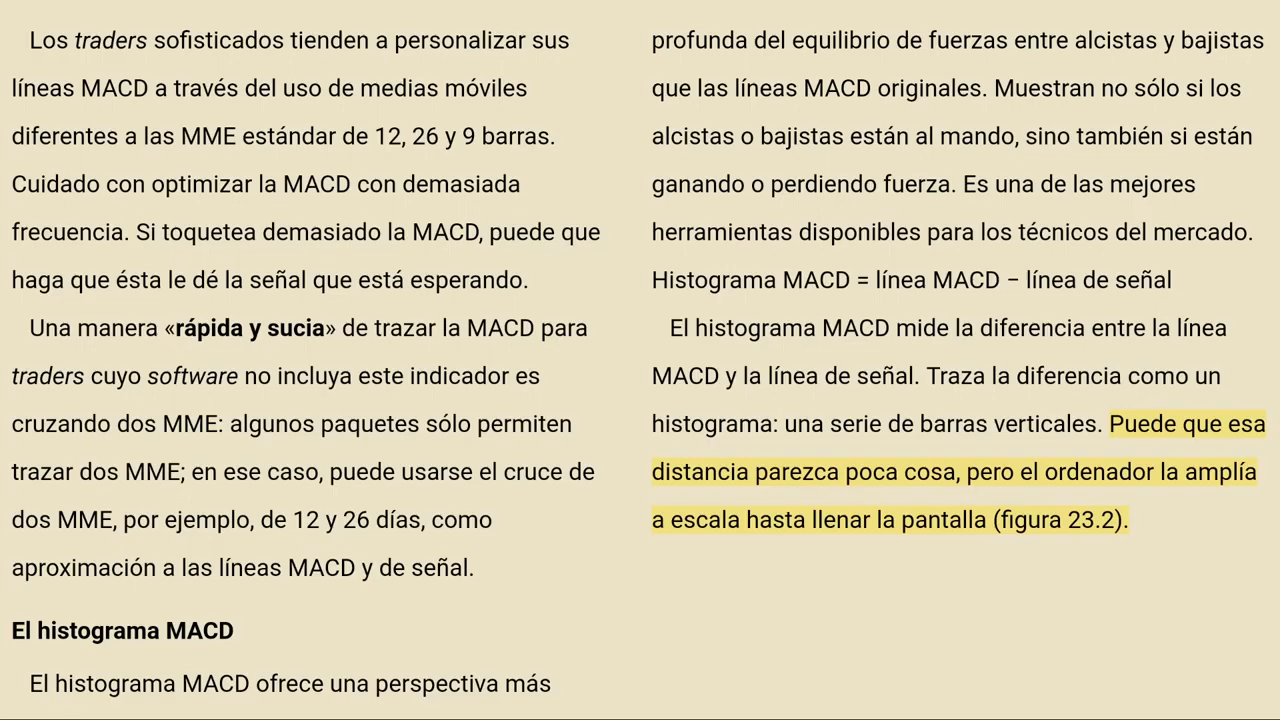 Los traders sofisticados tienden a personalizar sus
líneas MACD a través del uso de medias móviles
diferentes a las MME estándar de 12, 26 y 9 barras.
Cuidado con optimizar la MACD con demasiada
frecuencia. Si toquetea demasiado la MACD, puede que
haga que ésta le dé la señal que está esperando.
Una manera «rápida y sucia» de trazar la MACD para
traders cuyo software no incluya este indicador es
cruzando dos MME: algunos paquetes sólo permiten
trazar dos MME; en ese caso, puede usarse el cruce de
dos MME, por ejemplo, de 12 y 26 días, como
aproximación a las líneas MACD y de señal.
El histograma MACD
El histograma MACD ofrece una perspectiva más
profunda del equilibrio de fuerzas entre alcistas y bajistas
que las líneas MACD originales. Muestran no sólo si los
alcistas o bajistas están al mando, sino también si están
ganando o perdiendo fuerza. Es una de las mejores
herramientas disponibles para los técnicos del mercado.
Histograma MACD = línea MACD − línea de señal
El histograma MACD mide la diferencia entre la línea
MACD y la línea de señal. Traza la diferencia como un
histograma: una serie de barras verticales. Puede que esa
distancia parezca poca cosa, pero el ordenador la amplía
a escala hasta llenar la pantalla (figura 23.2).